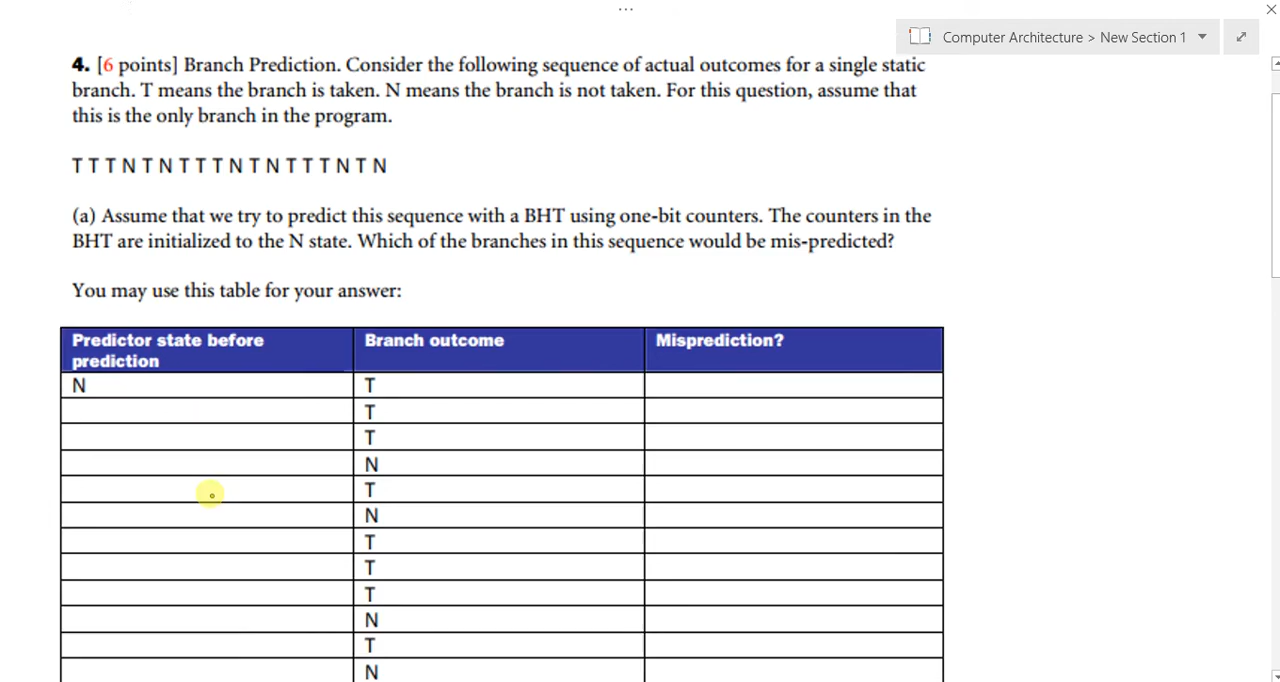 ...
Computer Architecture > New Section 1
4. [6 points] Branch Prediction. Consider the following sequence of actual outcomes for a single static
branch. T means the branch is taken. N means the branch is not taken. For this question, assume that
this is the only branch in the program.
T T T N T N T T T N T N T T T N T N
(a) Assume that we try to predict this sequence with a BHT using one-bit counters. The counters in the
BHT are initialized to the N state. Which of the branches in this sequence would be mis-predicted?
You may use this table for your answer:
Predictor state before
prediction
Branch outcome
Misprediction?
N T
T
T
N
T
N
T
T
T
N
T
N